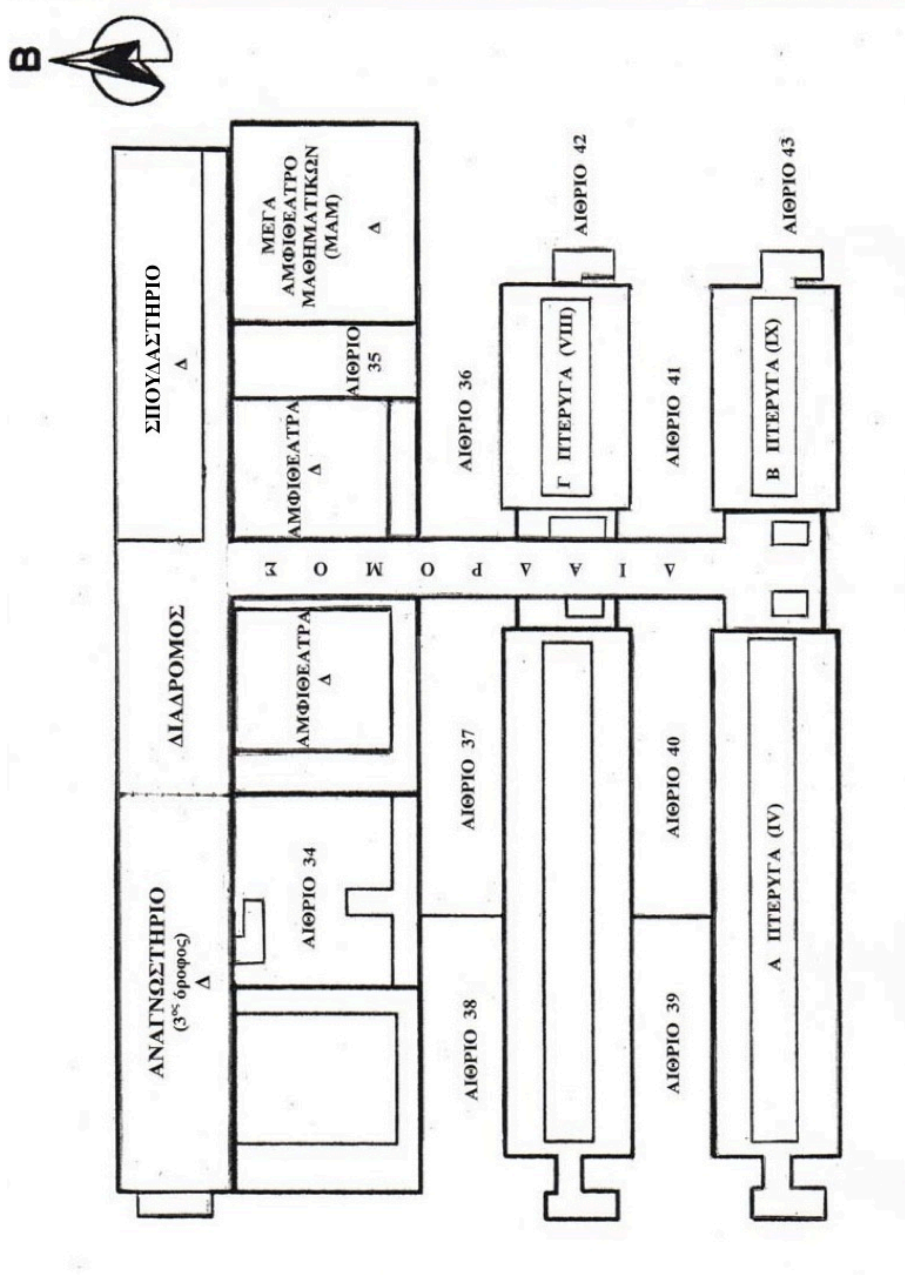 Β
ΣΠΟΥΔΑΣΤΗΡΙΟ
Δ
ΔΙΑΔΡΟΜΟΣ
ΑΝΑΓΝΩΣΤΗΡΙΟ
(3ος όροφος)
Δ
ΜΕΓΑ
ΑΜΦΙΘΕΑΤΡΟ
ΜΑΘΗΜΑΤΙΚΩΝ
(ΜΑΜ)
Δ
ΑΙΘΡΙΟ
35
ΑΜΦΙΘΕΑΤΡΑ
Δ
ΑΜΦΙΘΕΑΤΡΑ
Δ
ΑΙΘΡΙΟ 34
ΔΙΑΔΡΟΜΟΣ
ΑΙΘΡΙΟ 36
ΑΙΘΡΙΟ 37
ΑΙΘΡΙΟ 38
ΑΙΘΡΙΟ 42
Γ ΠΤΕΡΥΓΑ (VIII)
ΑΙΘΡΙΟ 41
ΑΙΘΡΙΟ 40
ΑΙΘΡΙΟ 39
ΑΙΘΡΙΟ 43
Β ΠΤΕΡΥΓΑ (IX)
Α ΠΤΕΡΥΓΑ (IV)